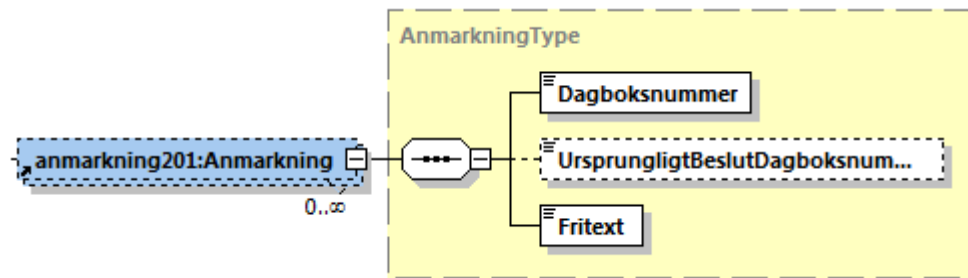 AnmarkningType
Dagboksnummer
anmarkning201:Anmarkning
UrsprungligtBeslutDagboksnum...
0..∞
Fritext